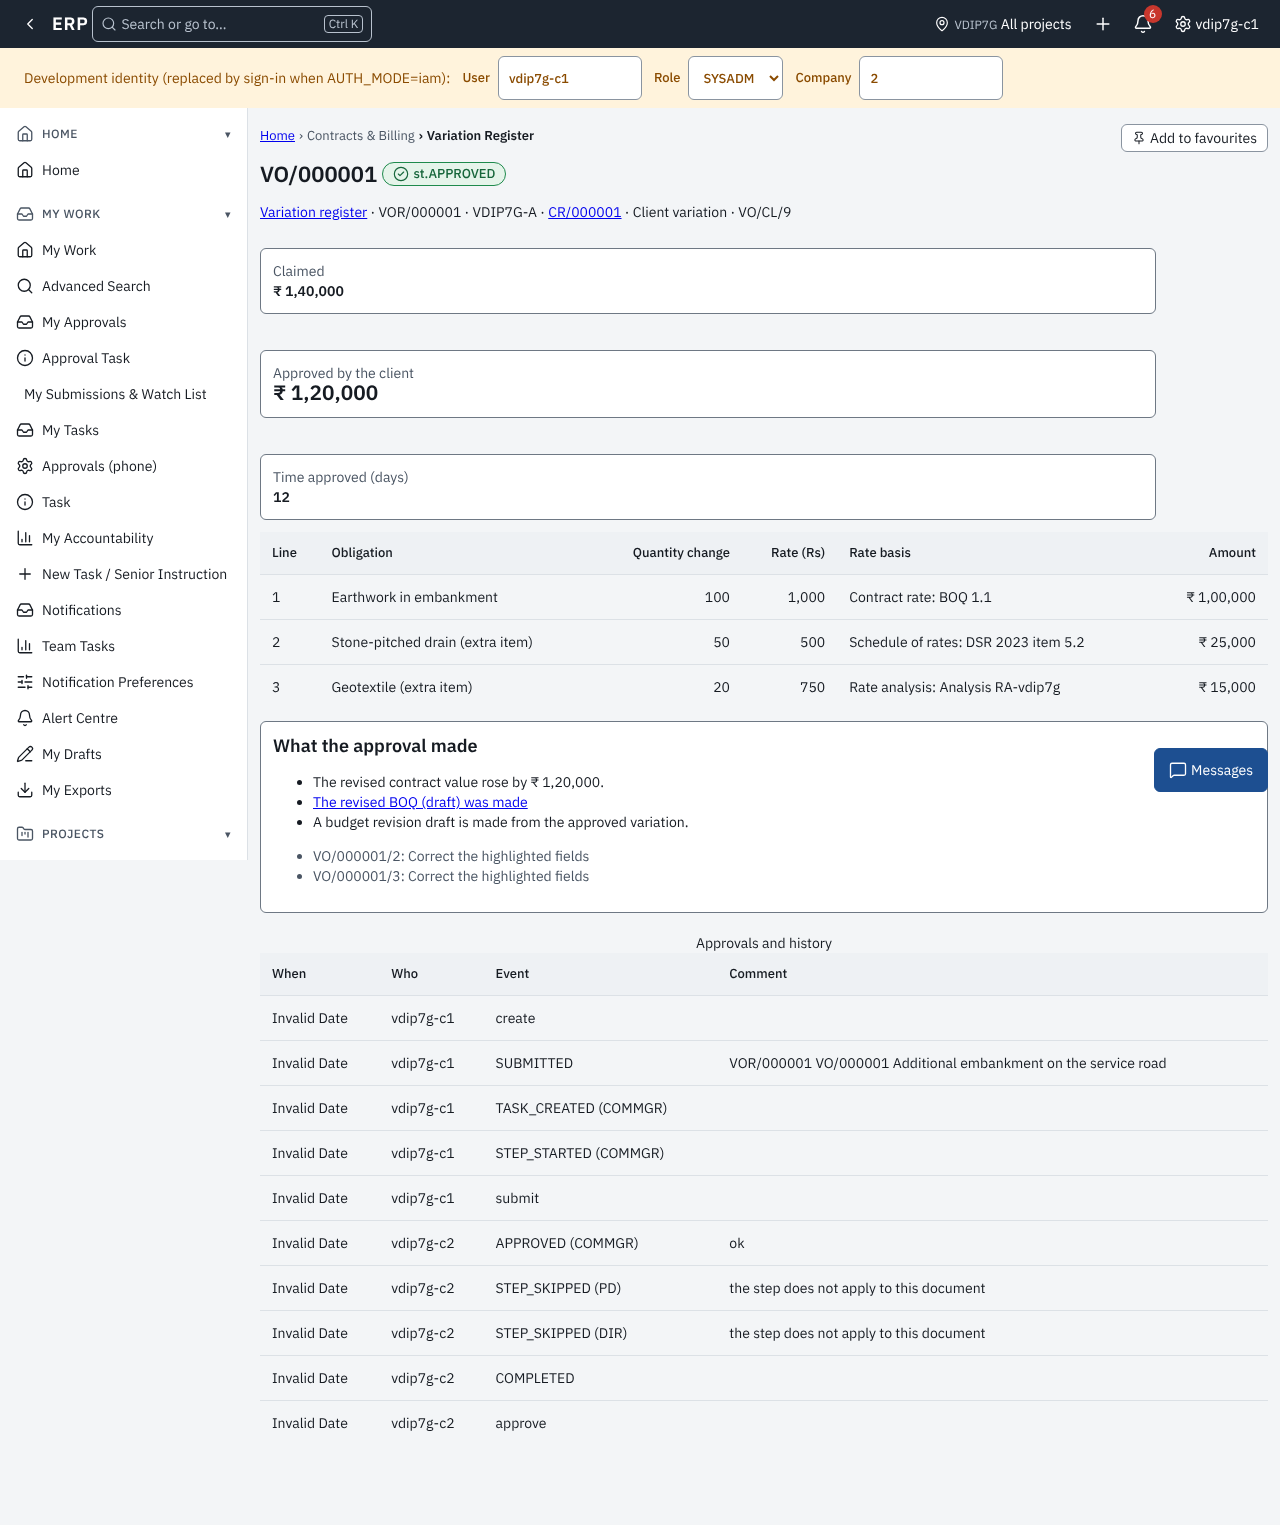 ERP
Search or go to...
Ctrl K
VDIP7G All projects
6
vdip7g-c1
Development identity (replaced by sign-in when AUTH_MODE=iam):
User
vdip7g-c1
Role
SYSADM
Company
2
HOME
Home
MY WORK
My Work
Advanced Search
My Approvals
Approval Task
My Submissions & Watch List
My Tasks
Approvals (phone)
Task
My Accountability
New Task / Senior Instruction
Notifications
Team Tasks
Notification Preferences
Alert Centre
My Drafts
My Exports
PROJECTS
Home › Contracts & Billing › Variation Register
Add to favourites
VO/000001
st.APPROVED
Variation register · VOR/000001 · VDIP7G-A · CR/000001 · Client variation · VO/CL/9
Claimed
₹ 1,40,000
Approved by the client
₹ 1,20,000
Time approved (days)
12
Line Obligation Quantity change Rate (Rs) Rate basis Amount
1 Earthwork in embankment 100 1,000 Contract rate: BOQ 1.1 ₹ 1,00,000
2 Stone-pitched drain (extra item) 50 500 Schedule of rates: DSR 2023 item 5.2 ₹ 25,000
3 Geotextile (extra item) 20 750 Rate analysis: Analysis RA-vdip7g ₹ 15,000
What the approval made
Messages
• The revised contract value rose by ₹ 1,20,000.
• The revised BOQ (draft) was made
• A budget revision draft is made from the approved variation.
• VO/000001/2: Correct the highlighted fields
• VO/000001/3: Correct the highlighted fields
Approvals and history
When Who Event Comment
Invalid Date vdip7g-c1 create
Invalid Date vdip7g-c1 SUBMITTED VOR/000001 VO/000001 Additional embankment on the service road
Invalid Date vdip7g-c1 TASK_CREATED (COMMGR)
Invalid Date vdip7g-c1 STEP_STARTED (COMMGR)
Invalid Date vdip7g-c1 submit
Invalid Date vdip7g-c2 APPROVED (COMMGR) ok
Invalid Date vdip7g-c2 STEP_SKIPPED (PD) the step does not apply to this document
Invalid Date vdip7g-c2 STEP_SKIPPED (DIR) the step does not apply to this document
Invalid Date vdip7g-c2 COMPLETED
Invalid Date vdip7g-c2 approve